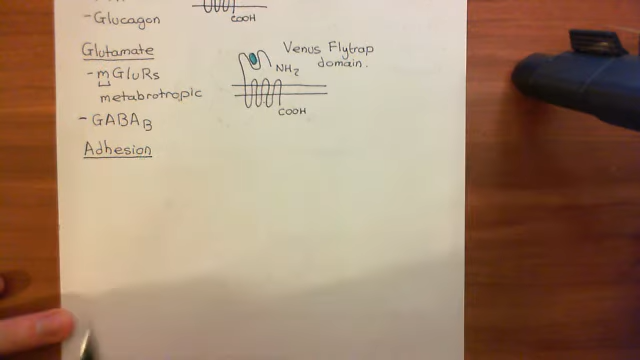 - Glucagon
COOH
Glutamate
Venus Flytrap
domain.
- mGluRs
NH2
metabrotropic
COOH
- GABAB
Adhesion